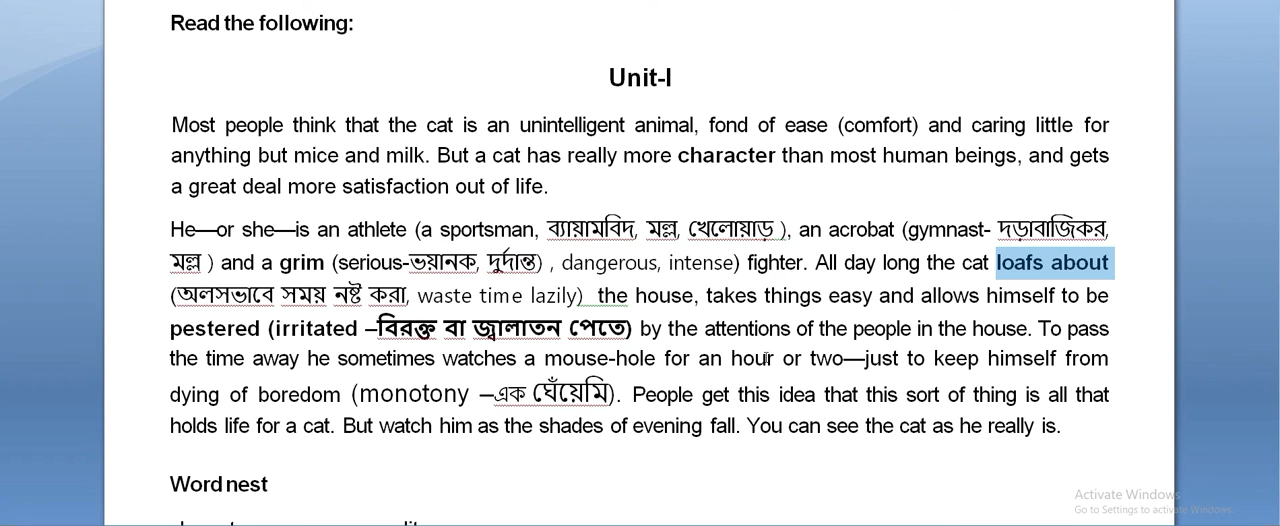 Read the following:
Unit-I
Most people think that the cat is an unintelligent animal, fond of ease (comfort) and caring little for
anything but mice and milk. But a cat has really more character than most human beings, and gets
a great deal more satisfaction out of life.
He—or she—is an athlete (a sportsman, ব্যায়ামবিদ, মল্ল, খেলোয়াড় ), an acrobat (gymnast- দড়াবাজিকর,
মল্ল ) and a grim (serious-ভয়ানক, দুর্দান্ত) , dangerous, intense) fighter. All day long the cat loafs about
(অলসভাবে সময় নষ্ট করা, waste time lazily) the house, takes things easy and allows himself to be
pestered (irritated –বিরক্ত বা জ্বালাতন পেতে) by the attentions of the people in the house. To pass
the time away he sometimes watches a mouse-hole for an hour or two—just to keep himself from
dying of boredom (monotony –এক ঘেঁয়েমি). People get this idea that this sort of thing is all that
holds life for a cat. But watch him as the shades of evening fall. You can see the cat as he really is.
Word nest
Activate Windows
Go to Settings to activate Windows.